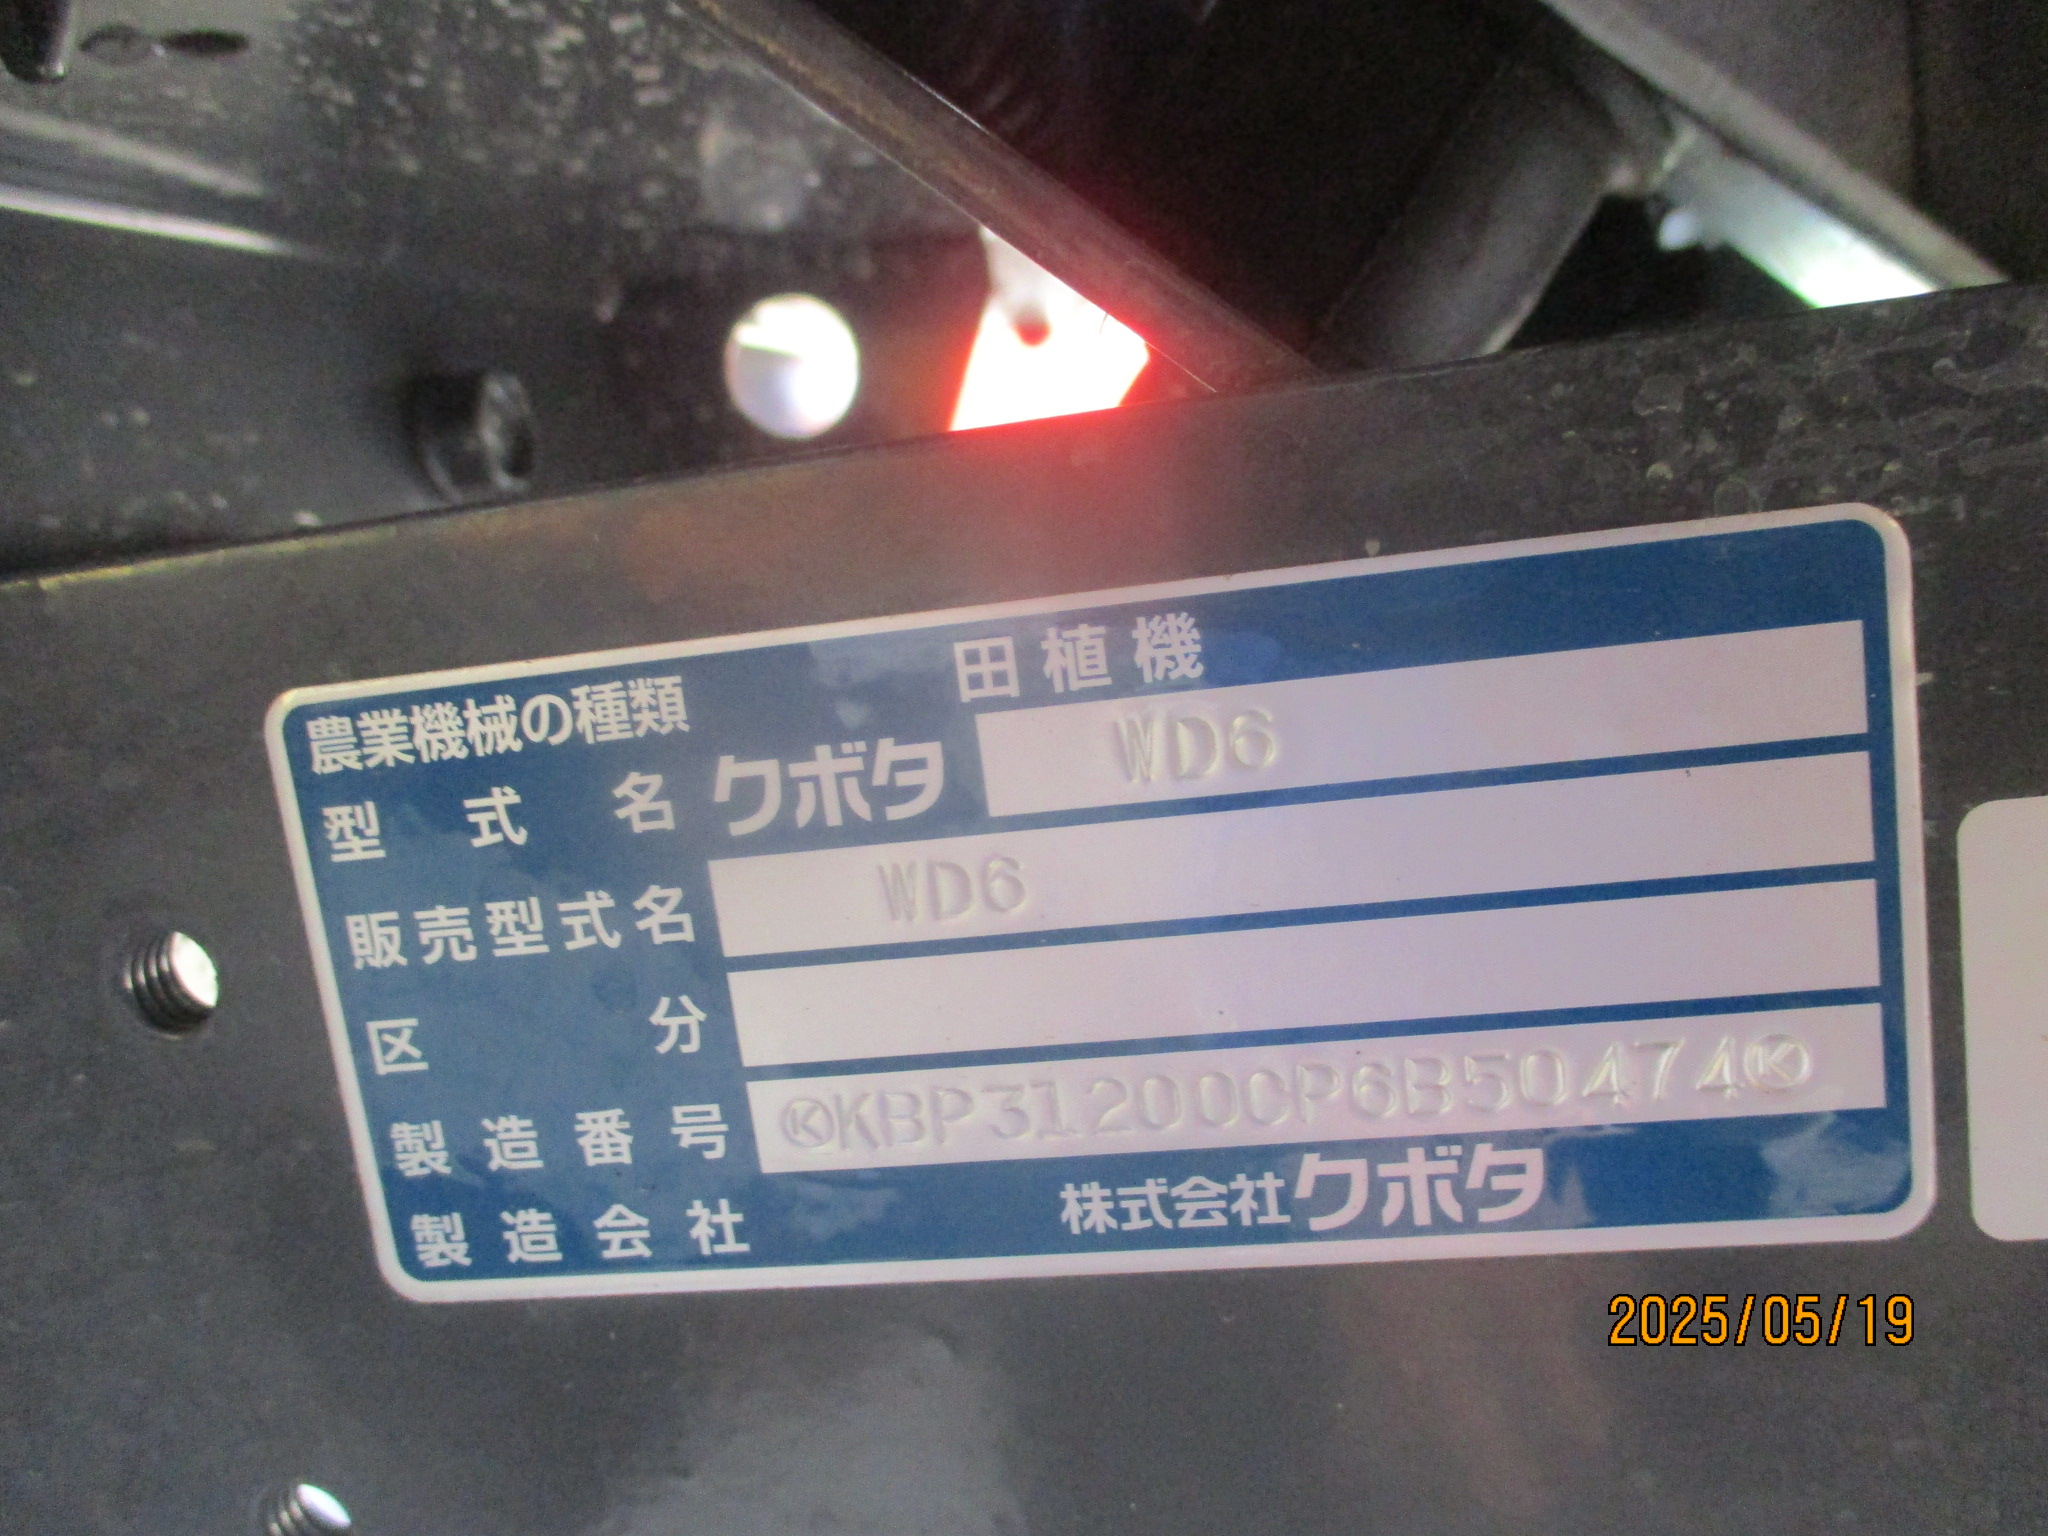 農業機械の種類 田植機
型式名 クボタ WD6
販売型式名 WD6
区分
製造番号 ⓀKBP31200CP6B50474Ⓚ
製造会社 株式会社クボタ
2025/05/19